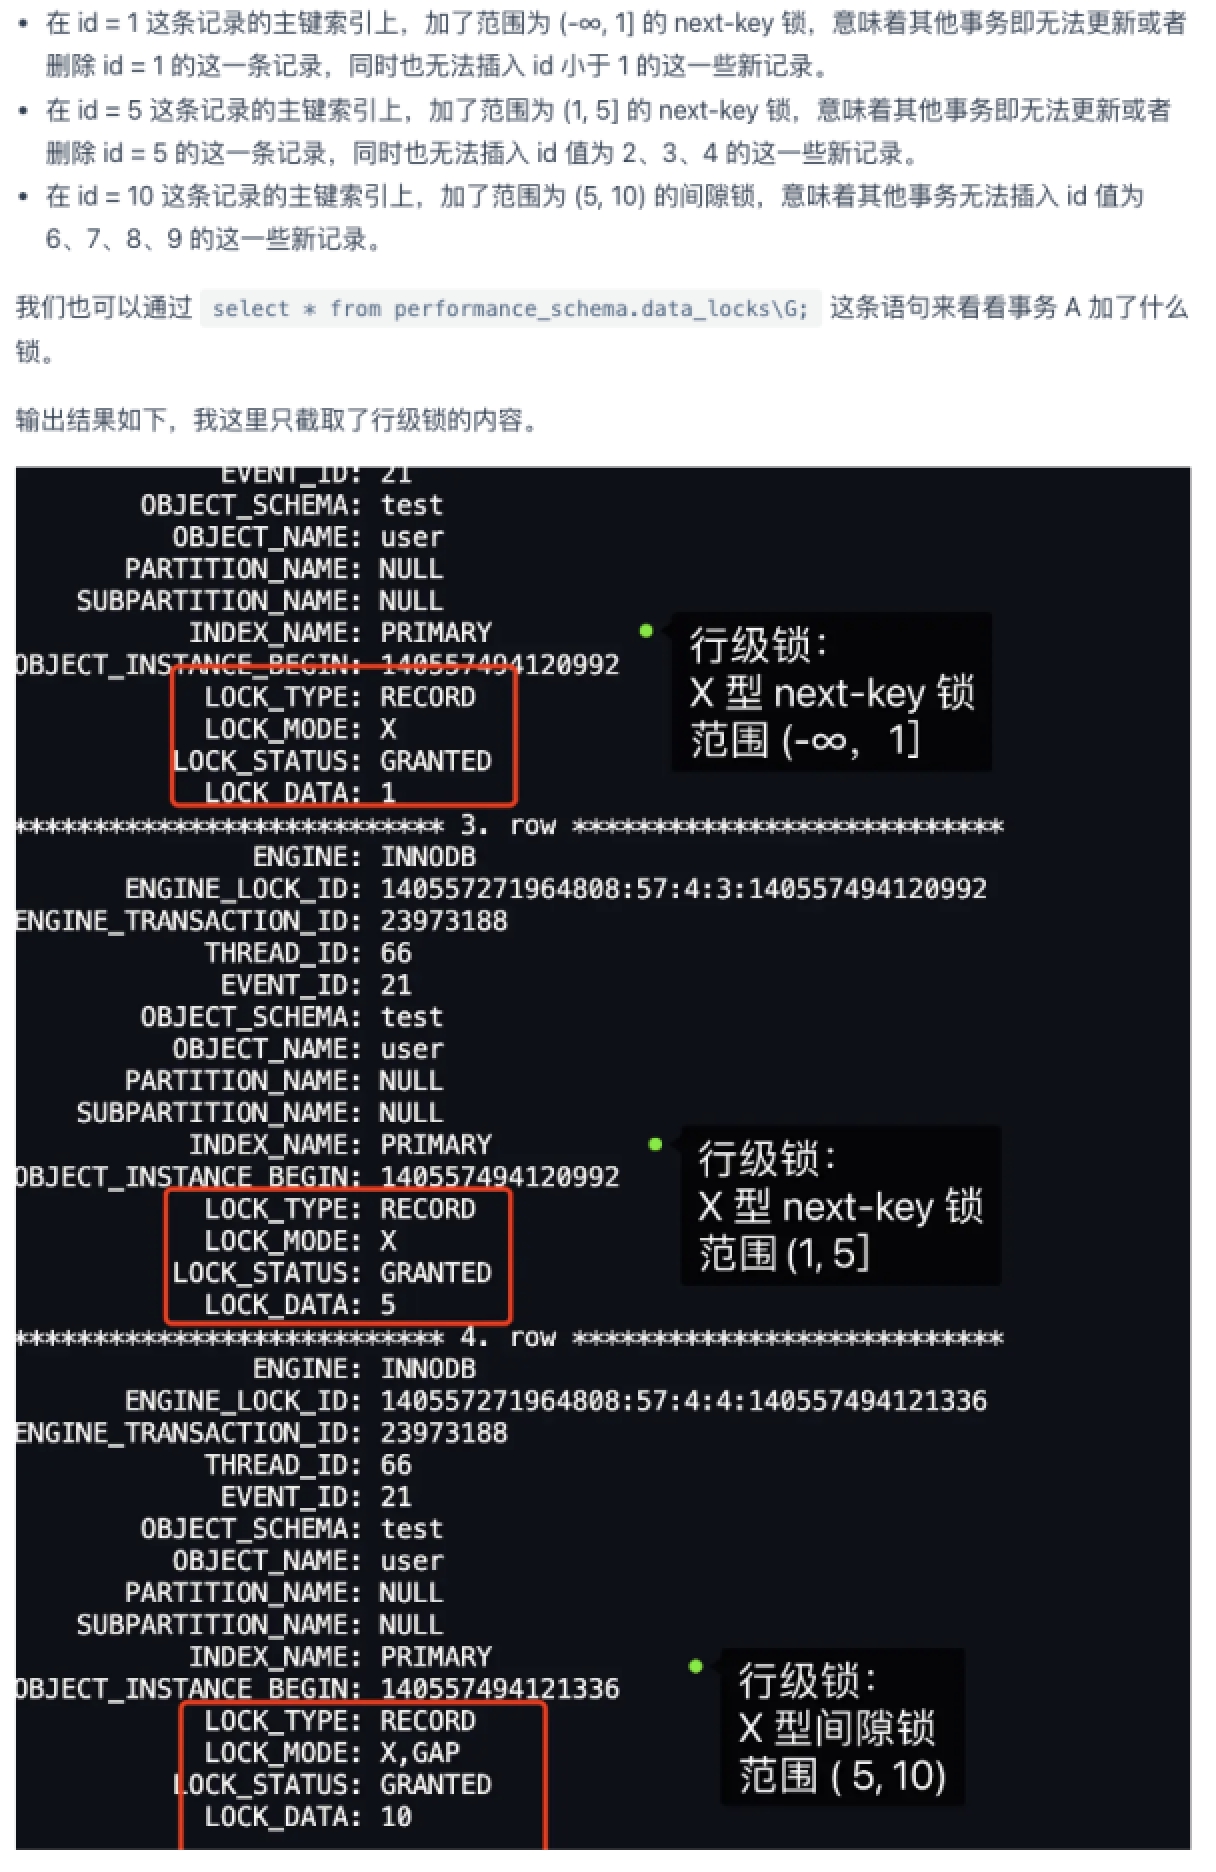 • 在 id = 1 这条记录的主键索引上，加了范围为 (-∞, 1] 的 next-key 锁，意味着其他事务即无法更新或者
删除 id = 1 的这一条记录，同时也无法插入 id 小于 1 的这一些新记录。
• 在 id = 5 这条记录的主键索引上，加了范围为 (1, 5] 的 next-key 锁，意味着其他事务即无法更新或者
删除 id = 5 的这一条记录，同时也无法插入 id 值为 2、3、4 的这一些新记录。
• 在 id = 10 这条记录的主键索引上，加了范围为 (5, 10) 的间隙锁，意味着其他事务无法插入 id 值为
6、7、8、9 的这一些新记录。
我们也可以通过 select * from performance_schema.data_locks\G; 这条语句来看看事务 A 加了什么
锁。
输出结果如下，我这里只截取了行级锁的内容。
EVENT_ID: 21
OBJECT_SCHEMA: test
OBJECT_NAME: user
PARTITION_NAME: NULL
SUBPARTITION_NAME: NULL
INDEX_NAME: PRIMARY
OBJECT_INSTANCE_BEGIN: 140557494120992
LOCK_TYPE: RECORD
LOCK_MODE: X
LOCK_STATUS: GRANTED
LOCK_DATA: 1
行级锁：
X 型 next-key 锁
范围 (-∞，1]
*************************** 3. row ***************************
ENGINE: INNODB
ENGINE_LOCK_ID: 140557271964808:57:4:3:140557494120992
ENGINE_TRANSACTION_ID: 23973188
THREAD_ID: 66
EVENT_ID: 21
OBJECT_SCHEMA: test
OBJECT_NAME: user
PARTITION_NAME: NULL
SUBPARTITION_NAME: NULL
INDEX_NAME: PRIMARY
OBJECT_INSTANCE_BEGIN: 140557494120992
LOCK_TYPE: RECORD
LOCK_MODE: X
LOCK_STATUS: GRANTED
LOCK_DATA: 5
行级锁：
X 型 next-key 锁
范围 (1, 5]
*************************** 4. row ***************************
ENGINE: INNODB
ENGINE_LOCK_ID: 140557271964808:57:4:4:140557494121336
ENGINE_TRANSACTION_ID: 23973188
THREAD_ID: 66
EVENT_ID: 21
OBJECT_SCHEMA: test
OBJECT_NAME: user
PARTITION_NAME: NULL
SUBPARTITION_NAME: NULL
INDEX_NAME: PRIMARY
OBJECT_INSTANCE_BEGIN: 140557494121336
LOCK_TYPE: RECORD
LOCK_MODE: X,GAP
LOCK_STATUS: GRANTED
LOCK_DATA: 10
行级锁：
X 型间隙锁
范围 ( 5, 10)